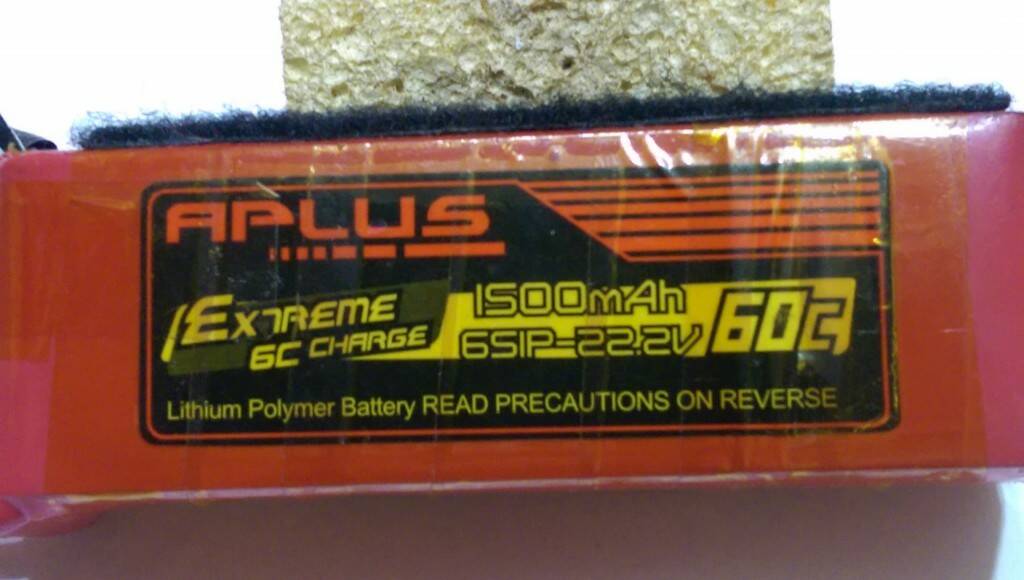 APLUS
EXTREME
6C CHARGE
1500mAh
6S1P-22.2V
60C
Lithium Polymer Battery READ PRECAUTIONS ON REVERSE